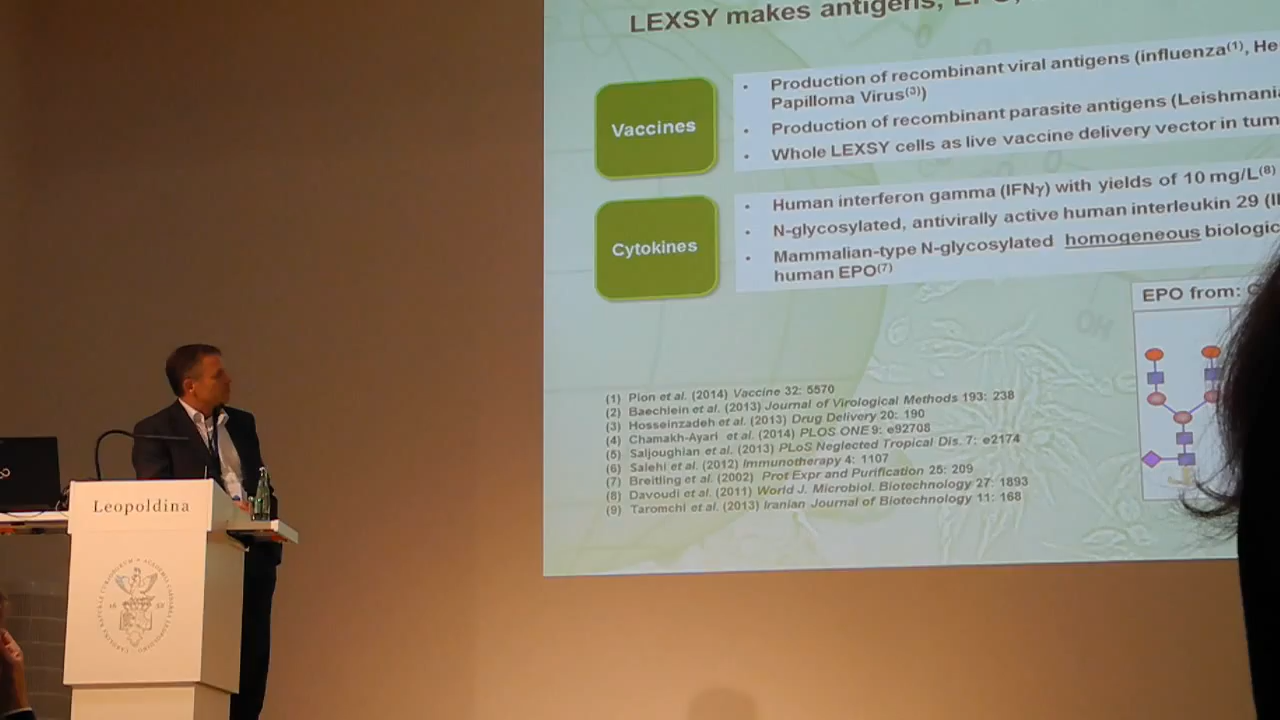 LEXSY makes antigens, EPO,
Vaccines
• Production of recombinant viral antigens (influenza(1), He
Papilloma Virus(3))
• Production of recombinant parasite antigens (Leishmania
• Whole LEXSY cells as live vaccine delivery vector in tum
Cytokines
• Human interferon gamma (IFNγ) with yields of 10 mg/L(8)
• N-glycosylated, antivirally active human interleukin 29 (I
• Mammalian-type N-glycosylated homogeneous biologic
human EPO(7)
EPO from:
(1) Pion et al. (2014) Vaccine 32: 5570
(2) Baechlein et al. (2013) Journal of Virological Methods 193: 238
(3) Hosseinzadeh et al. (2013) Drug Delivery 20: 190
(4) Chamakh-Ayari et al. (2014) PLOS ONE 9: e92708
(5) Saljoughian et al. (2013) PLoS Neglected Tropical Dis. 7: e2174
(6) Salehi et al. (2012) Immunotherapy 4: 1107
(7) Breitling et al. (2002) Prot Expr and Purification 25: 209
(8) Davoudi et al. (2011) World J. Microbiol. Biotechnology 27: 1893
(9) Taromchi et al. (2013) Iranian Journal of Biotechnology 11: 168
Leopoldina